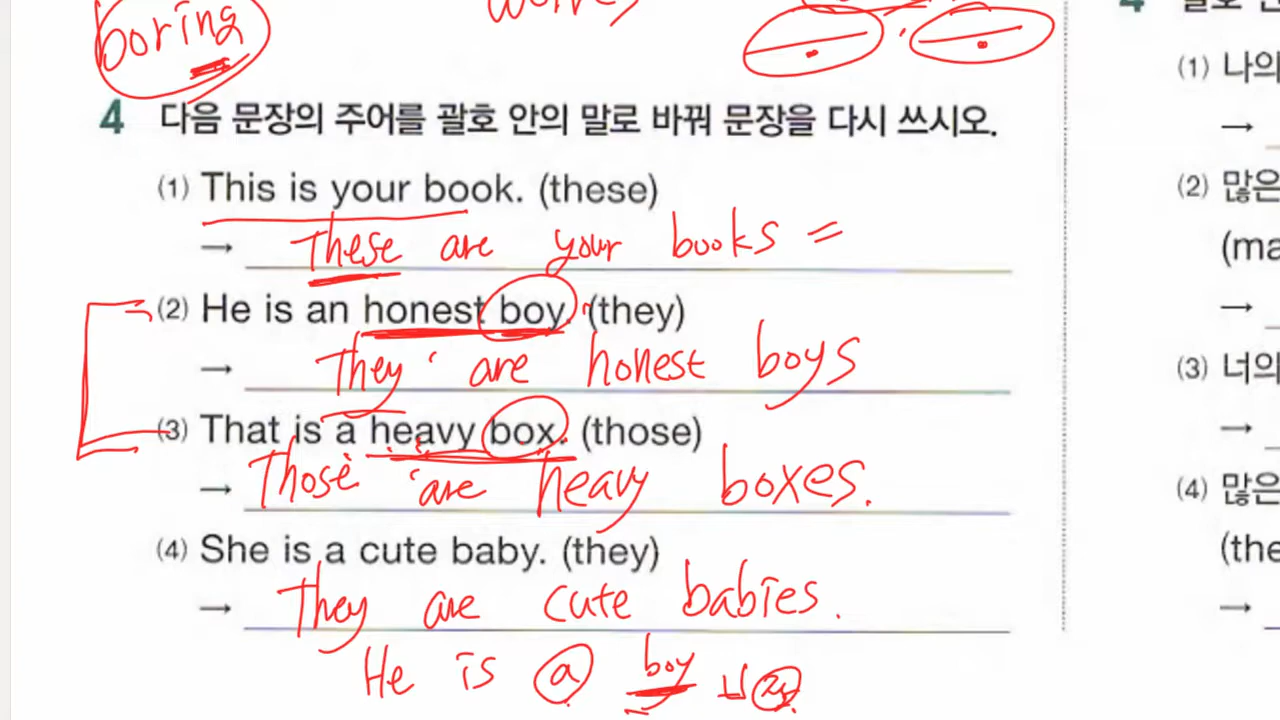 boring
4 다음 문장의 주어를 괄호 안의 말로 바꿔 문장을 다시 쓰시오.
(1) This is your book. (these)
→ These are your books
(2) He is an honest boy. (they)
→ They are honest boys
(3) That is a heavy box. (those)
→ Those are heavy boxes.
(4) She is a cute baby. (they)
→ They are cute babies.
He is a boy
4
(1) 나의
→
(2) 많은
(ma
→
(3) 너의
→
(4) 많은
(the
→